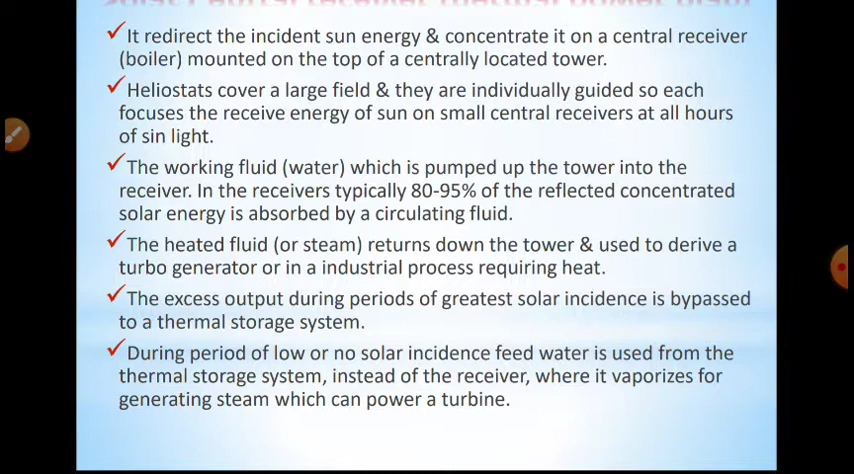 ✓It redirect the incident sun energy & concentrate it on a central receiver
(boiler) mounted on the top of a centrally located tower.
✓Heliostats cover a large field & they are individually guided so each
focuses the receive energy of sun on small central receivers at all hours
of sin light.
✓The working fluid (water) which is pumped up the tower into the
receiver. In the receivers typically 80-95% of the reflected concentrated
solar energy is absorbed by a circulating fluid.
✓The heated fluid (or steam) returns down the tower & used to derive a
turbo generator or in a industrial process requiring heat.
✓The excess output during periods of greatest solar incidence is bypassed
to a thermal storage system.
✓During period of low or no solar incidence feed water is used from the
thermal storage system, instead of the receiver, where it vaporizes for
generating steam which can power a turbine.